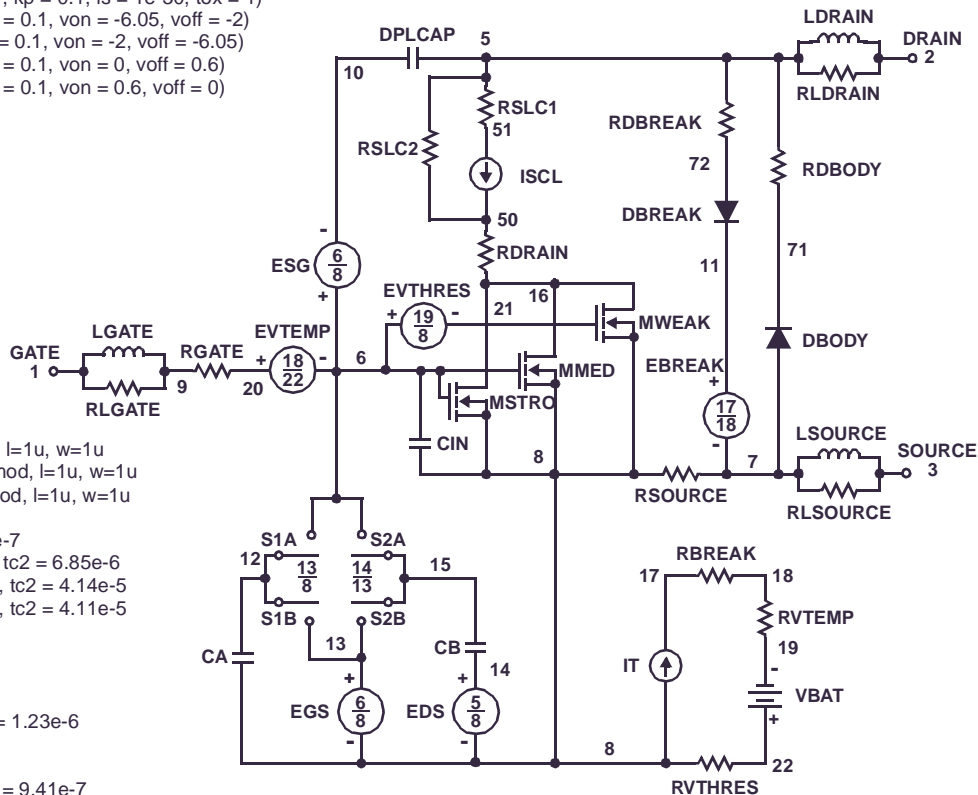 , kp = 0.1, is = 1e-30, tox = 1)
= 0.1, von = -6.05, voff = -2)
= 0.1, von = -2, voff = -6.05)
= 0.1, von = 0, voff = 0.6)
= 0.1, von = 0.6, voff = 0)
LDRAIN
DPLCAP 5 DRAIN
10 2
RLDRAIN
RSLC1
51
RDBREAK
RSLC2
72
ISCL
RDBODY
DBREAK
50
RDRAIN
71
11
- ESG 6 8 +
EVTHRES
16
+ 19 8 -
21
MWEAK
LGATE EVTEMP
GATE RGATE + 18 22 - 6
1 9 20
MMED
DBODY
EBREAK +
RLGATE
MSTRO
17 18 -
CIN
LSOURCE
SOURCE
8 7 3
RSOURCE
RLSOURCE
l=1u, w=1u
mod, l=1u, w=1u
od, l=1u, w=1u
e-7
tc2 = 6.85e-6
, tc2 = 4.14e-5
, tc2 = 4.11e-5
S1A S2A
12 13 8 14 13 15
S1B S2B
13
CA
CB
14
+ +
EGS 6 8 EDS 5 8
- -
RBREAK
17 18
RVTEMP
19
IT
-
VBAT
+
8
22
RVTHRES
= 1.23e-6
= 9.41e-7